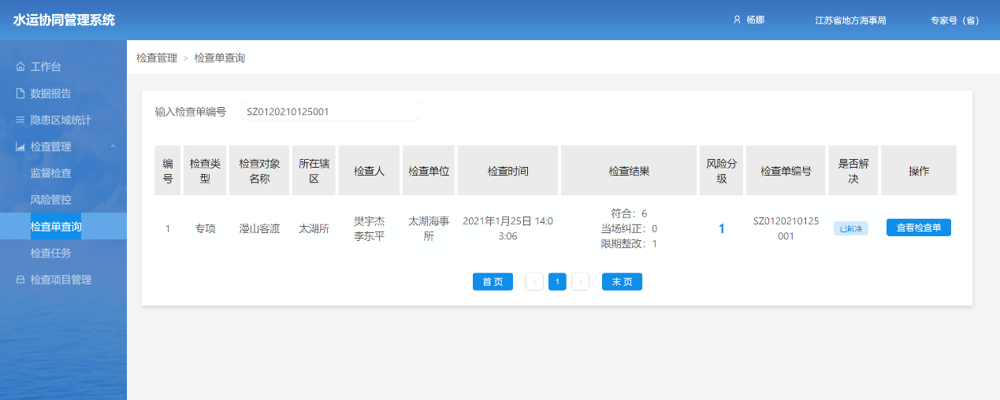 水运协同管理系统
杨娜
江苏省地方海事局
专家号（省）
工作台
数据报告
隐患区域统计
检查管理
监督检查
风险管控
检查单查询
检查任务
检查项目管理
检查管理 > 检查单查询
输入检查单编号 SZ0120210125001
编号
检查类型
检查对象名称
所在辖区
检查人
检查单位
检查时间
检查结果
风险分级
检查单编号
是否解决
操作
1
专项
漫山客渡
太湖所
樊宇杰
李东平
太湖海事所
2021年1月25日 14:03:06
符合：6
当场纠正：0
限期整改：1
1
SZ0120210125001
已解决
查看检查单
首 页 < 1 > 末 页